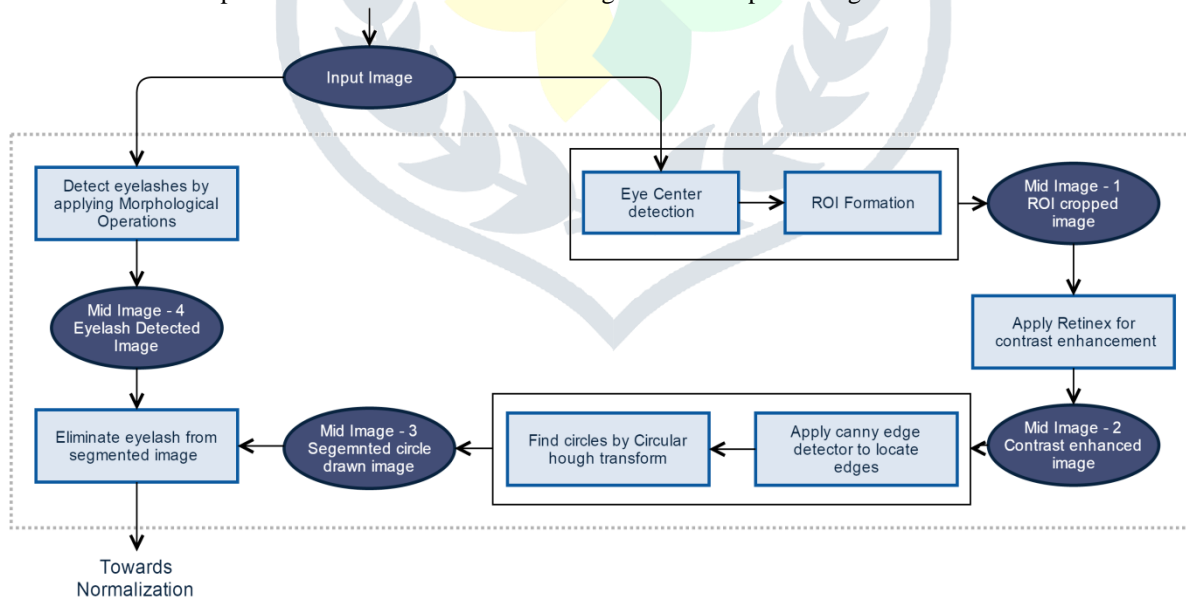 Input Image
Detect eyelashes by
applying Morphological
Operations
Eye Center
detection
ROI Formation
Mid Image - 1
ROI cropped
image
Mid Image - 4
Eyelash Detected
Image
Apply Retinex for
contrast enhancement
Eliminate eyelash from
segmented image
Mid Image - 3
Segemnted circle
drawn image
Find circles by Circular
hough transform
Apply canny edge
detector to locate
edges
Mid Image - 2
Contrast enhanced
image
Towards
Normalization